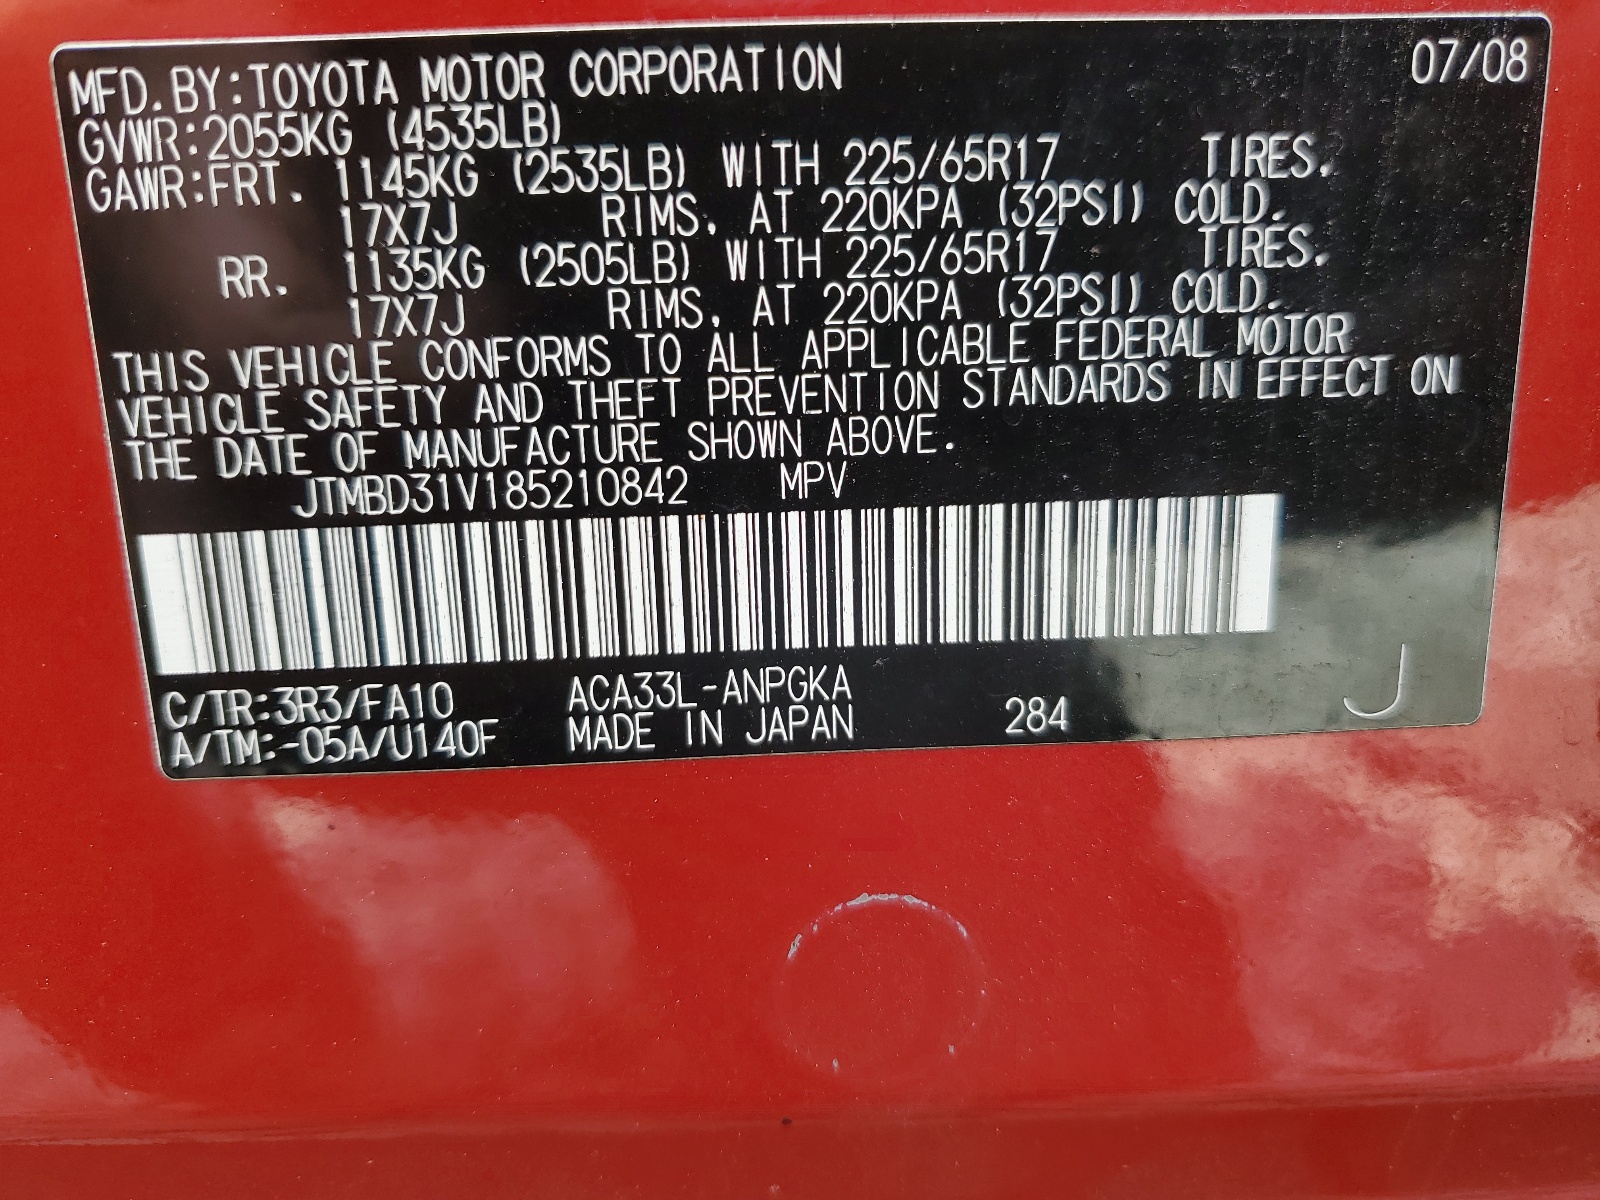 MFD. BY: TOYOTA MOTOR CORPORATION 07/08
GVWR: 2055KG (4535LB)
GAWR: FRT. 1145KG (2535LB) WITH 225/65R17 TIRES.
17X7J RIMS, AT 220KPA (32PSI) COLD.
RR. 1135KG (2505LB) WITH 225/65R17 TIRES.
17X7J RIMS, AT 220KPA (32PSI) COLD.
THIS VEHICLE CONFORMS TO ALL APPLICABLE FEDERAL MOTOR
VEHICLE SAFETY AND THEFT PREVENTION STANDARDS IN EFFECT ON
THE DATE OF MANUFACTURE SHOWN ABOVE.
JTMBD31V185210842 MPV
C/TR: 3R3/FA10 ACA33L-ANPGKA
A/TM: -05A/U140F MADE IN JAPAN 284 J